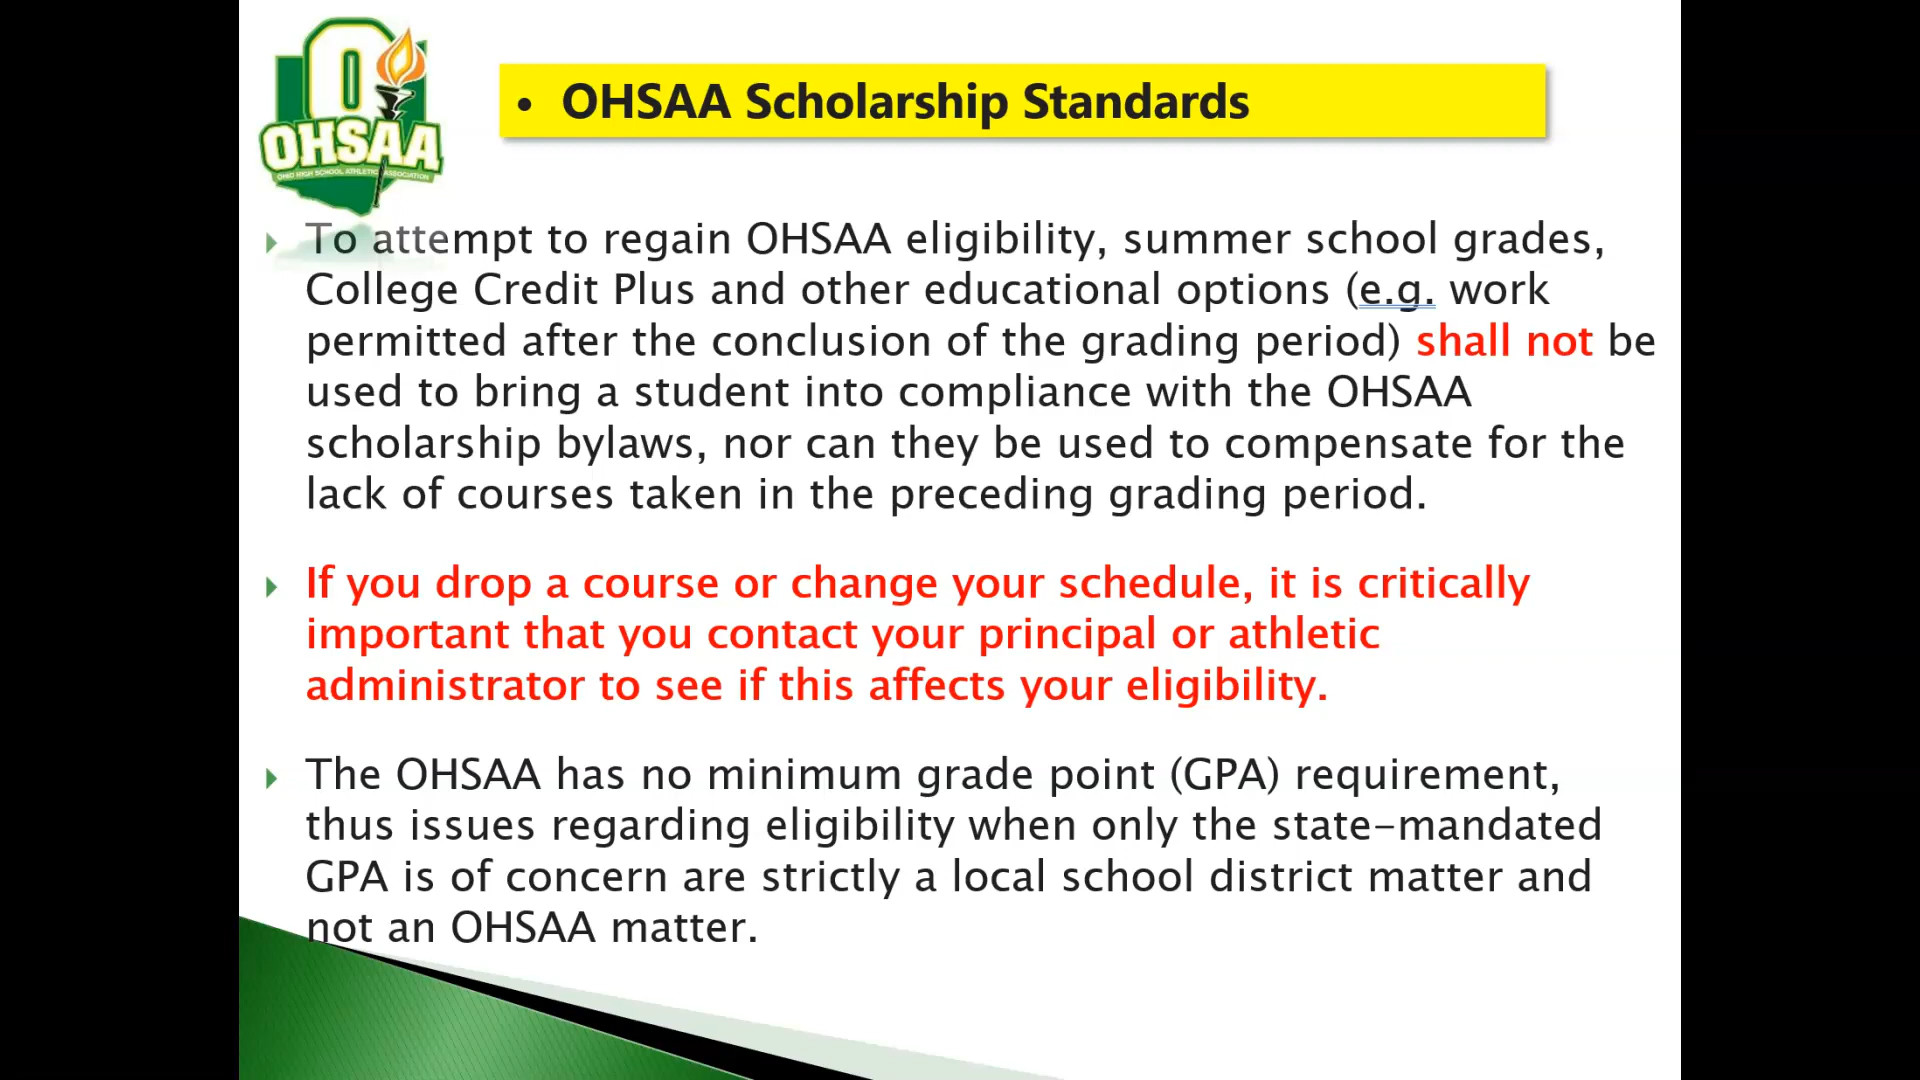 OHSAA
OHIO HIGH SCHOOL ATHLETIC ASSOCIATION
• OHSAA Scholarship Standards
To attempt to regain OHSAA eligibility, summer school grades,
College Credit Plus and other educational options (e.g. work
permitted after the conclusion of the grading period) shall not be
used to bring a student into compliance with the OHSAA
scholarship bylaws, nor can they be used to compensate for the
lack of courses taken in the preceding grading period.
If you drop a course or change your schedule, it is critically
important that you contact your principal or athletic
administrator to see if this affects your eligibility.
The OHSAA has no minimum grade point (GPA) requirement,
thus issues regarding eligibility when only the state-mandated
GPA is of concern are strictly a local school district matter and
not an OHSAA matter.